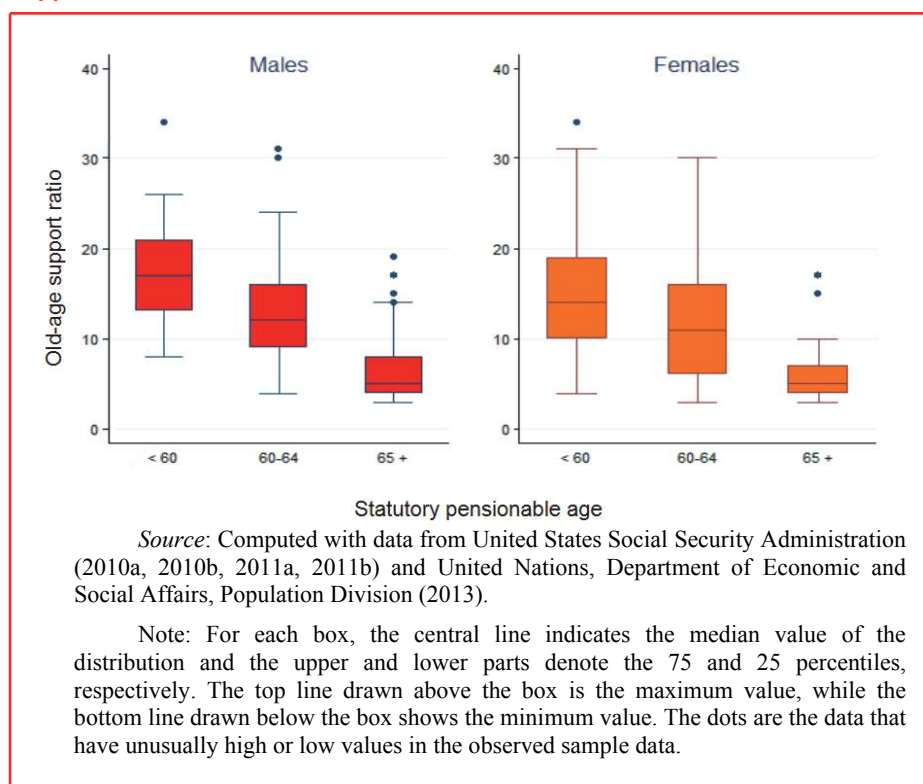 Males
Females
40
30
20
10
0
40
30
20
10
0
Old-age support ratio
< 60
60-64
65 +
< 60
60-64
65 +
Statutory pensionable age
Source: Computed with data from United States Social Security Administration
(2010a, 2010b, 2011a, 2011b) and United Nations, Department of Economic and
Social Affairs, Population Division (2013).
Note: For each box, the central line indicates the median value of the
distribution and the upper and lower parts denote the 75 and 25 percentiles,
respectively. The top line drawn above the box is the maximum value, while the
bottom line drawn below the box shows the minimum value. The dots are the data that
have unusually high or low values in the observed sample data.